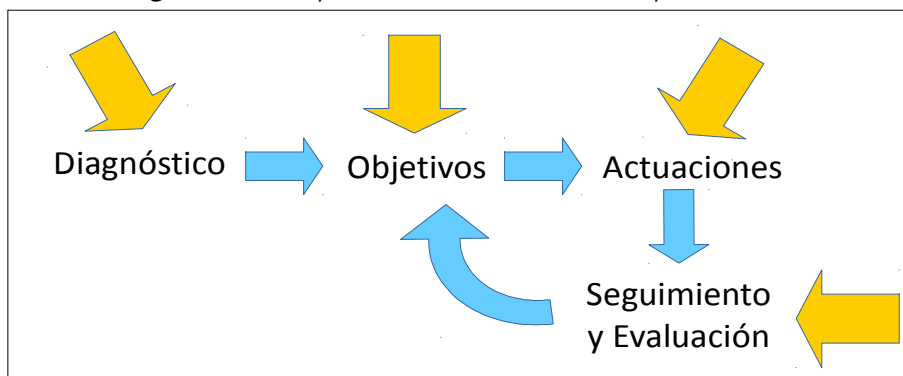 Diagnóstico
Objetivos
Actuaciones
Seguimiento
y Evaluación